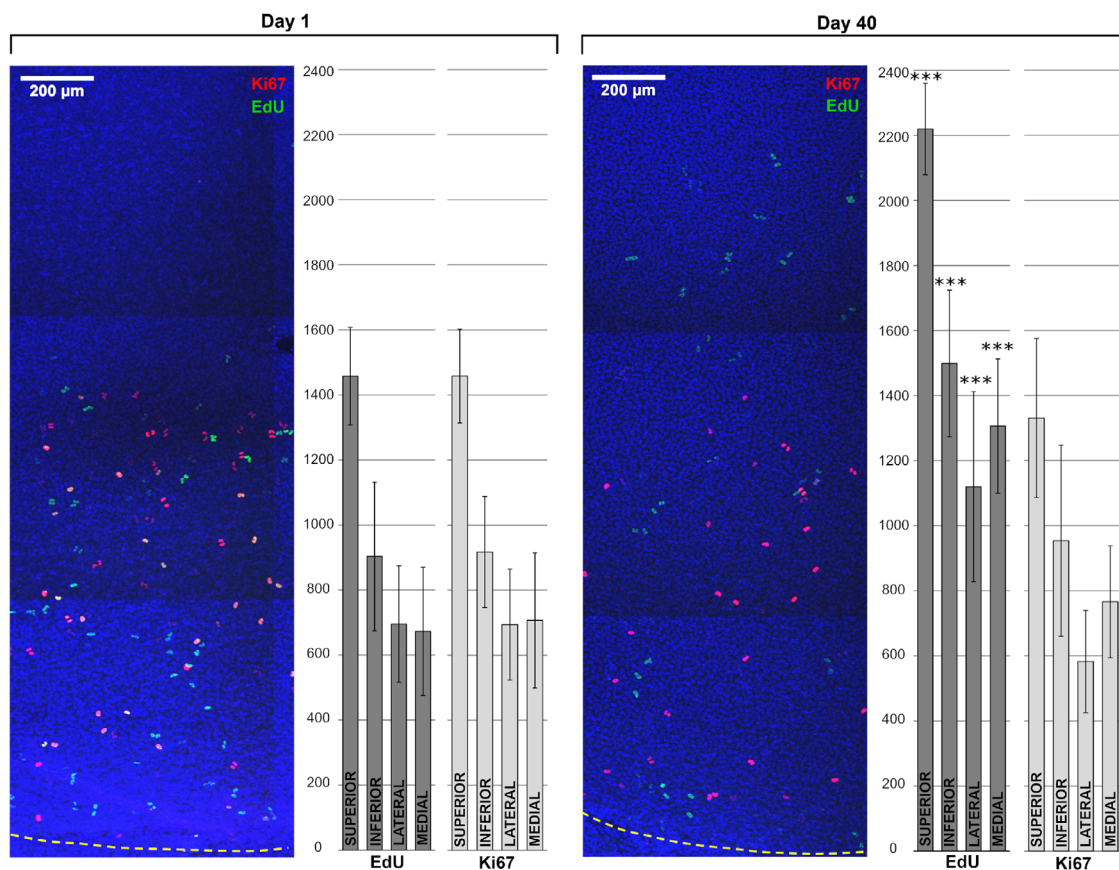 Day 1
Day 40
200 µm
Ki67
EdU
2400
2200
2000
1800
1600
1400
1200
1000
800
600
400
200
0
SUPERIOR
INFERIOR
LATERAL
MEDIAL
SUPERIOR
INFERIOR
LATERAL
MEDIAL
EdU
Ki67
200 µm
Ki67
EdU
2400
2200
2000
1800
1600
1400
1200
1000
800
600
400
200
0
***
***
***
***
SUPERIOR
INFERIOR
LATERAL
MEDIAL
SUPERIOR
INFERIOR
LATERAL
MEDIAL
EdU
Ki67